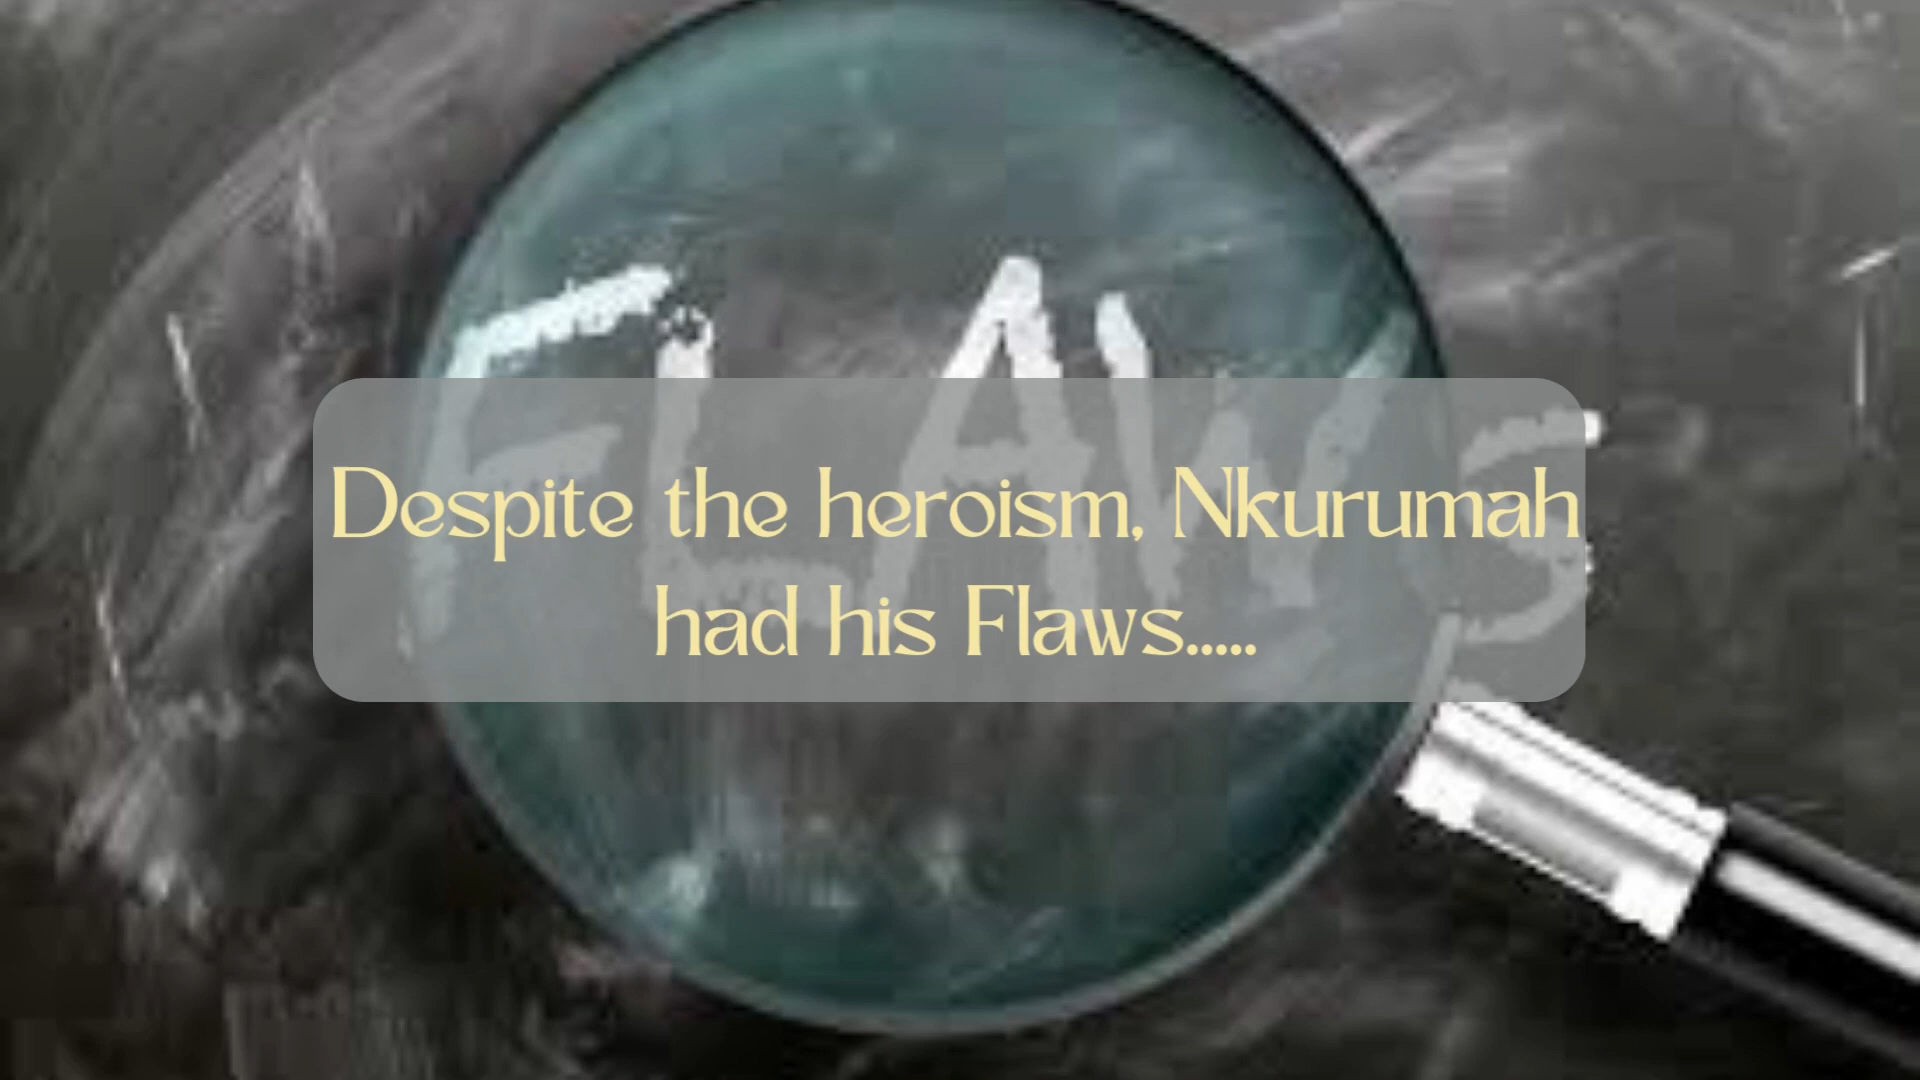 FLAWS
Despite the heroism, Nkurumah
had his Flaws.....